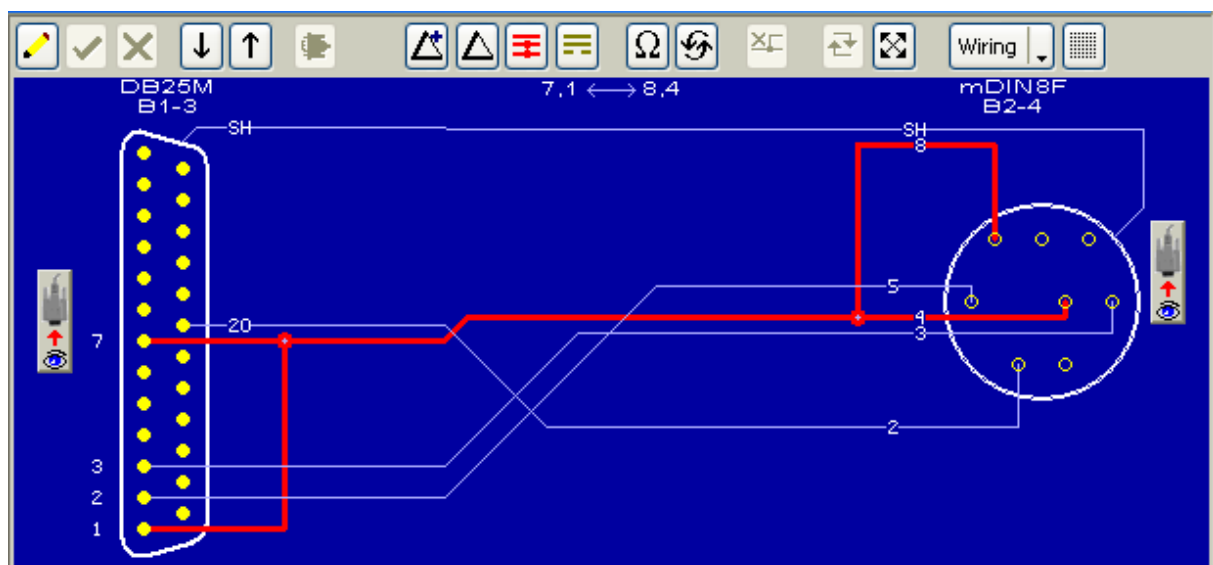 Ω Wiring
DB25M 7,1 ⟷ 8,4 mDIN8F
B1-3 B2-4
SH SH
8
5
20 4
7 3
2
3
2
1